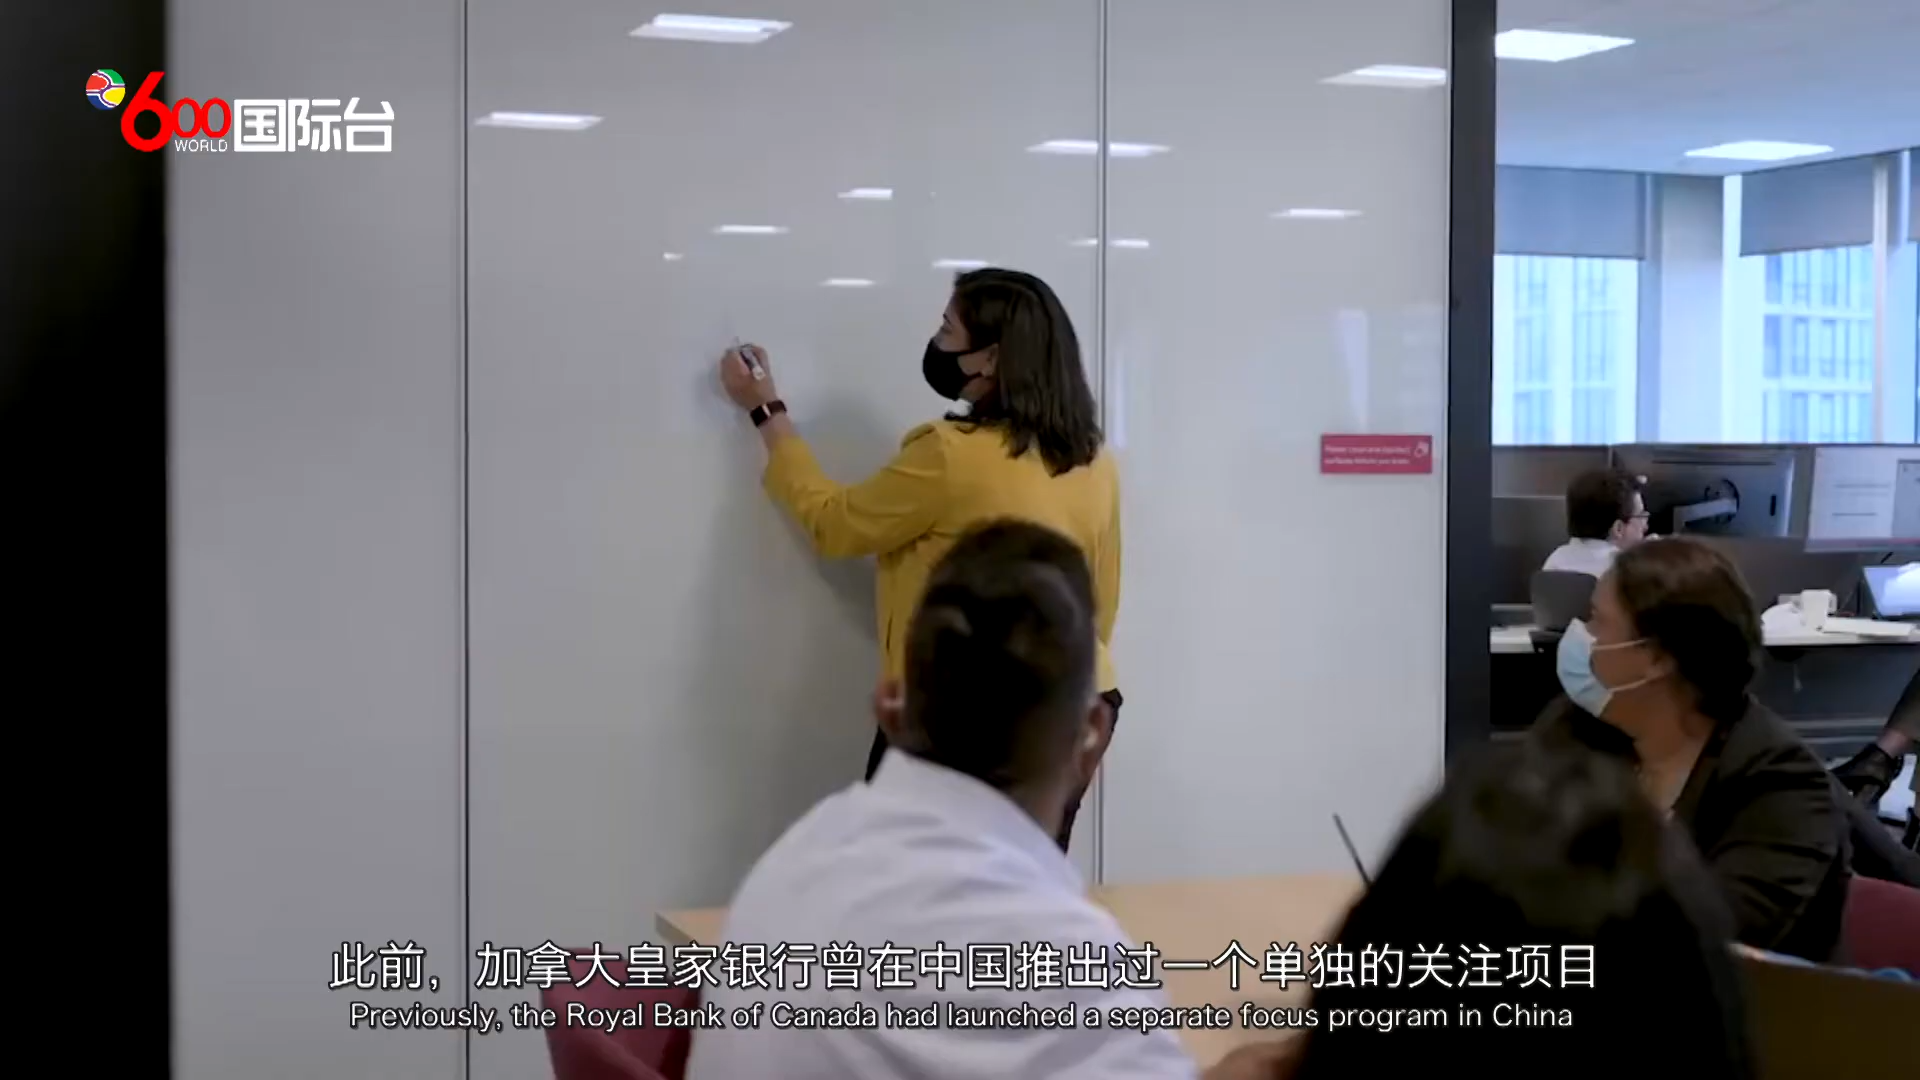 600国际台
WORLD
此前，加拿大皇家银行曾在中国推出过一个单独的关注项目
Previously, the Royal Bank of Canada had launched a separate focus program in China